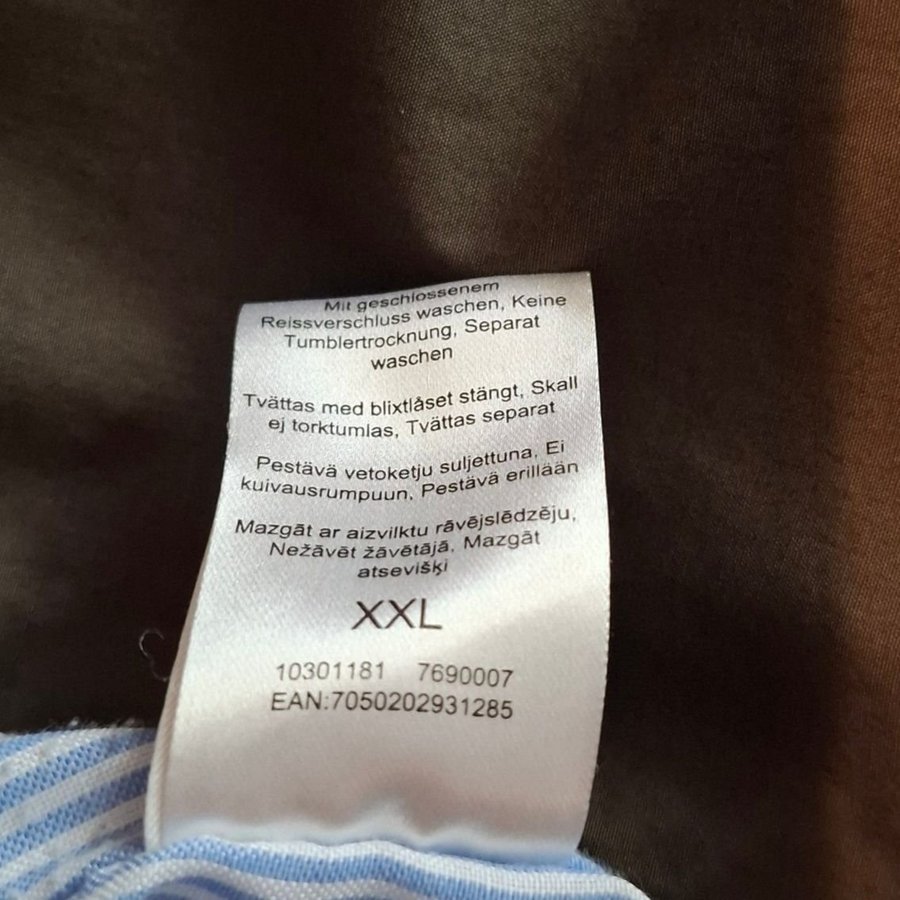 Mit geschlossenem
Reissverschluss waschen, Keine
Tumblertrocknung, Separat
waschen
Tvättas med blixtlåset stängt, Skall
ej torktumlas, Tvättas separat
Pestävä vetoketju suljettuna, Ei
kuivausrumpuun, Pestävä erillään
Mazgāt ar aizvilktu rāvējslēdzēju,
Nežāvēt žāvētājā, Mazgāt
atsevišķi
XXL
10301181 7690007
EAN:7050202931285